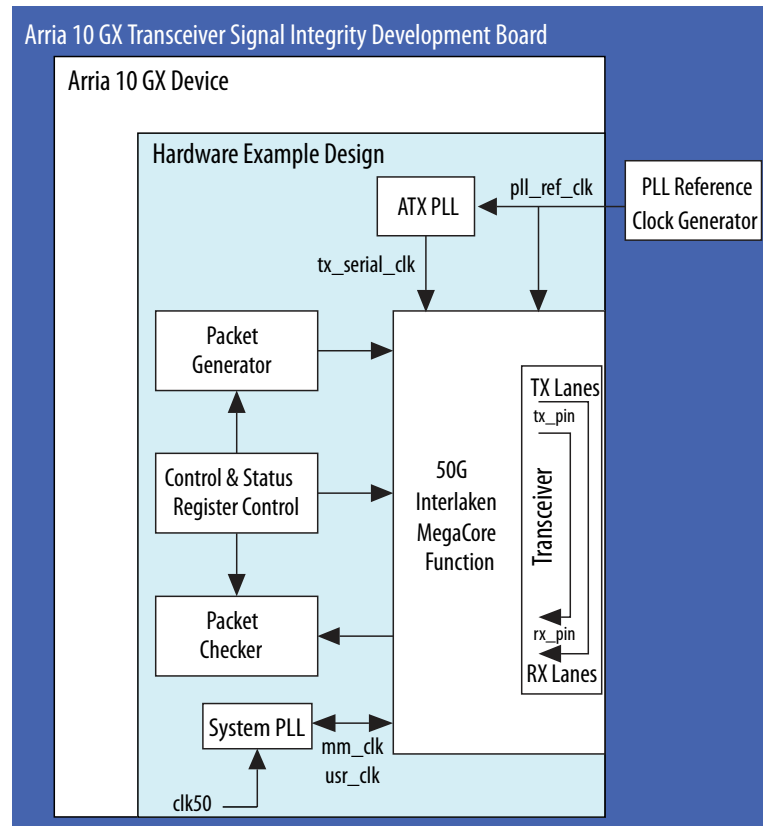 Arria 10 GX Transceiver Signal Integrity Development Board
Arria 10 GX Device
Hardware Example Design
ATX PLL
pll_ref_clk
PLL Reference
Clock Generator
tx_serial_clk
Packet
Generator
Control & Status
Register Control
Packet
Checker
50G
Interlaken
MegaCore
Function
TX Lanes
tx_pin
Transceiver
rx_pin
RX Lanes
System PLL
mm_clk
usr_clk
clk50